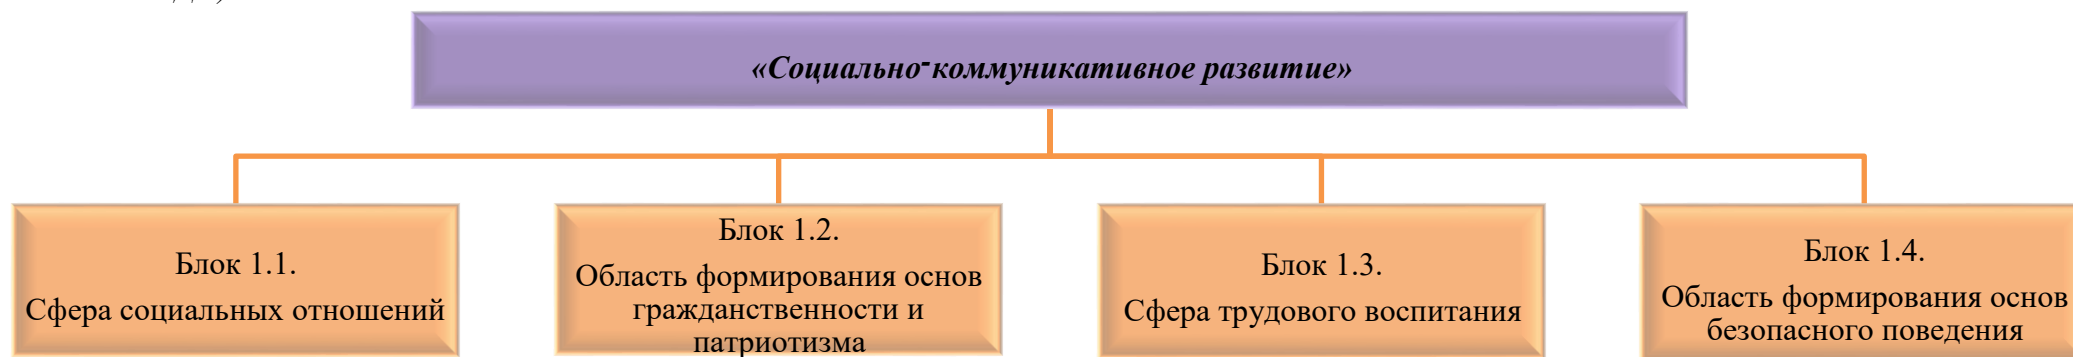 «Социально-коммуникативное развитие»
Блок 1.1.
Сфера социальных отношений
Блок 1.2.
Область формирования основ
гражданственности и
патриотизма
Блок 1.3.
Сфера трудового воспитания
Блок 1.4.
Область формирования основ
безопасного поведения